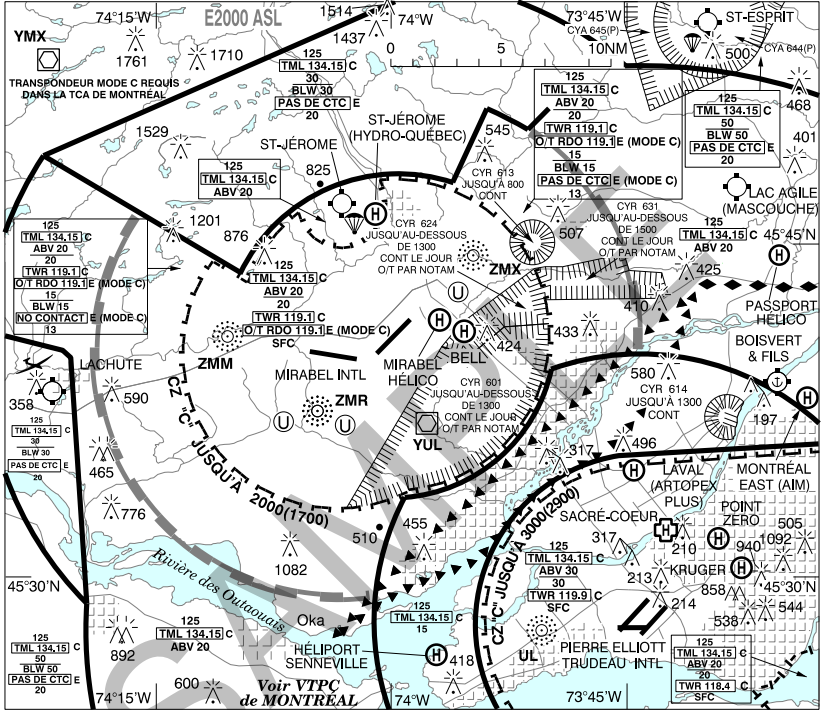 74°15'W
E2000 ASL
1514
74°W
73°45'W
ST-ESPRIT
1437
CYA 645(P)
YMX
1761
1710
0
5
10NM
500
CYA 644(P)
TRANSPONDEUR MODE C REQUIS
DANS LA TCA DE MONTRÉAL
125
TML 134.15 C
30
BLW 30
PAS DE CTC E
20
125
TML 134.15 C
ABV 20
20
TWR 119.1 C
O/T RDO 119.1 E (MODE C)
15
BLW 15
PAS DE CTC E (MODE C)
13
125
TML 134.15 C
50
BLW 50
PAS DE CTC E
20
468
401
1529
ST-JÉROME
ST-JÉROME
(HYDRO-QUÉBEC)
545
825
125
TML 134.15 C
ABV 20
CYR 613
JUSQU'À 800
CONT
LAC AGILE
(MASCOUCHE)
1201
876
CYR 624
JUSQU'AU-DESSOUS
DE 1300
CONT LE JOUR
O/T PAR NOTAM
507
CYR 631
JUSQU'AU-DESSOUS
DE 1500
CONT LE JOUR
O/T PAR NOTAM
125
TML 134.15 C
ABV 20
45°45'N
125
TML 134.15 C
ABV 20
20
TWR 119.1 C
O/T RDO 119.1 E (MODE C)
15
BLW 15
NO CONTACT E (MODE C)
13
125
TML 134.15 C
ABV 20
20
TWR 119.1 C
O/T RDO 119.1 E (MODE C)
SFC
ZMX
U
425
410
PASSPORT
HÉLICO
H
H
H
H
ZMM
MIRABEL INTL
MIRABEL
HÉLICO
BELL
424
433
BOISVERT
& FILS
LACHUTE
358
590
ZMR
U
U
CYR 601
JUSQU'AU-DESSOUS
DE 1300
CONT LE JOUR
O/T PAR NOTAM
YUL
580
CYR 614
JUSQU'À 1300
CONT
197
H
125
TML 134.15 C
30
BLW 30
PAS DE CTC E
20
465
CZ "C" JUSQU'À 2000(1700)
317
496
H
LAVAL
(ARTOPEX
PLUS)
MONTRÉAL
EAST (AIM)
776
510
455
SACRÉ-COEUR
317
210
POINT
ZERO
H
505
1092
940
1082
Rivière des Outaouais
CZ "C" JUSQU'À 3000(2900)
125
TML 134.15 C
ABV 30
30
TWR 119.9 C
SFC
213
KRUGER
H
858
45°30'N
45°30'N
214
538
544
Oka
125
TML 134.15 C
15
125
TML 134.15 C
50
BLW 50
PAS DE CTC E
20
892
125
TML 134.15 C
ABV 20
HÉLIPORT
SENNEVILLE
H
418
UL
PIERRE ELLIOTT
TRUDEAU INTL
125
TML 134.15 C
ABV 20
20
TWR 118.4 C
SFC
74°15'W
600
Voir VTPC
de MONTRÉAL
74°W
73°45'W
SAMPLE